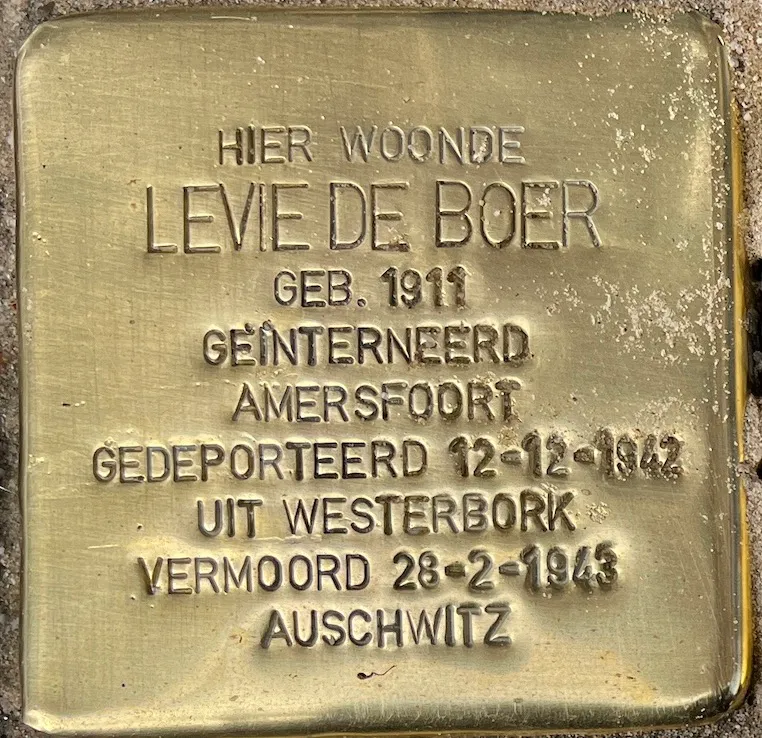 HIER WOONDE
LEVIE DE BOER
GEB. 1911
GEÏNTERNEERD
AMERSFOORT
GEDEPORTEERD 12-12-1942
UIT WESTERBORK
VERMOORD 28-2-1943
AUSCHWITZ